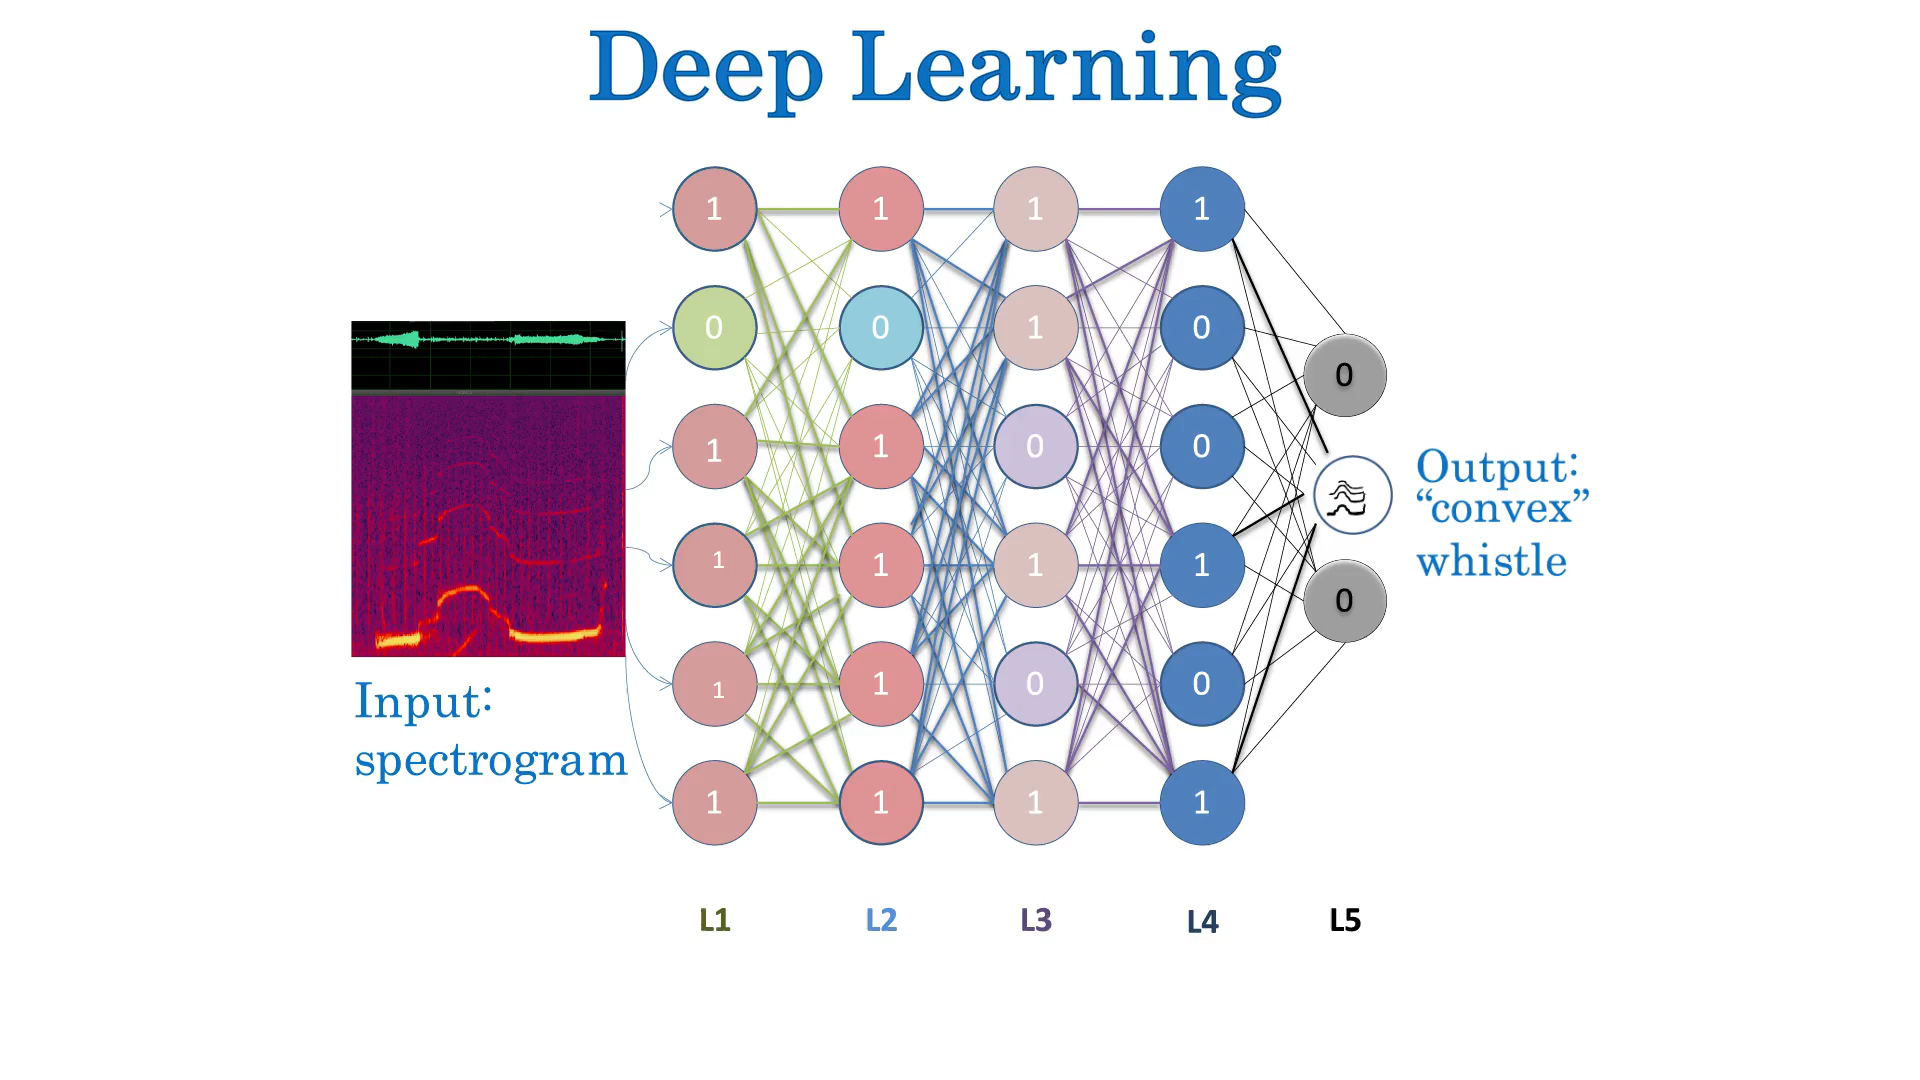 Deep Learning
1 1 1 1
0 0 1 0
0
1 1 0 0
Output:
“convex”
whistle
1 1 1 1
0
1 1 0 0
Input:
spectrogram
1 1 1 1
L1 L2 L3 L4 L5